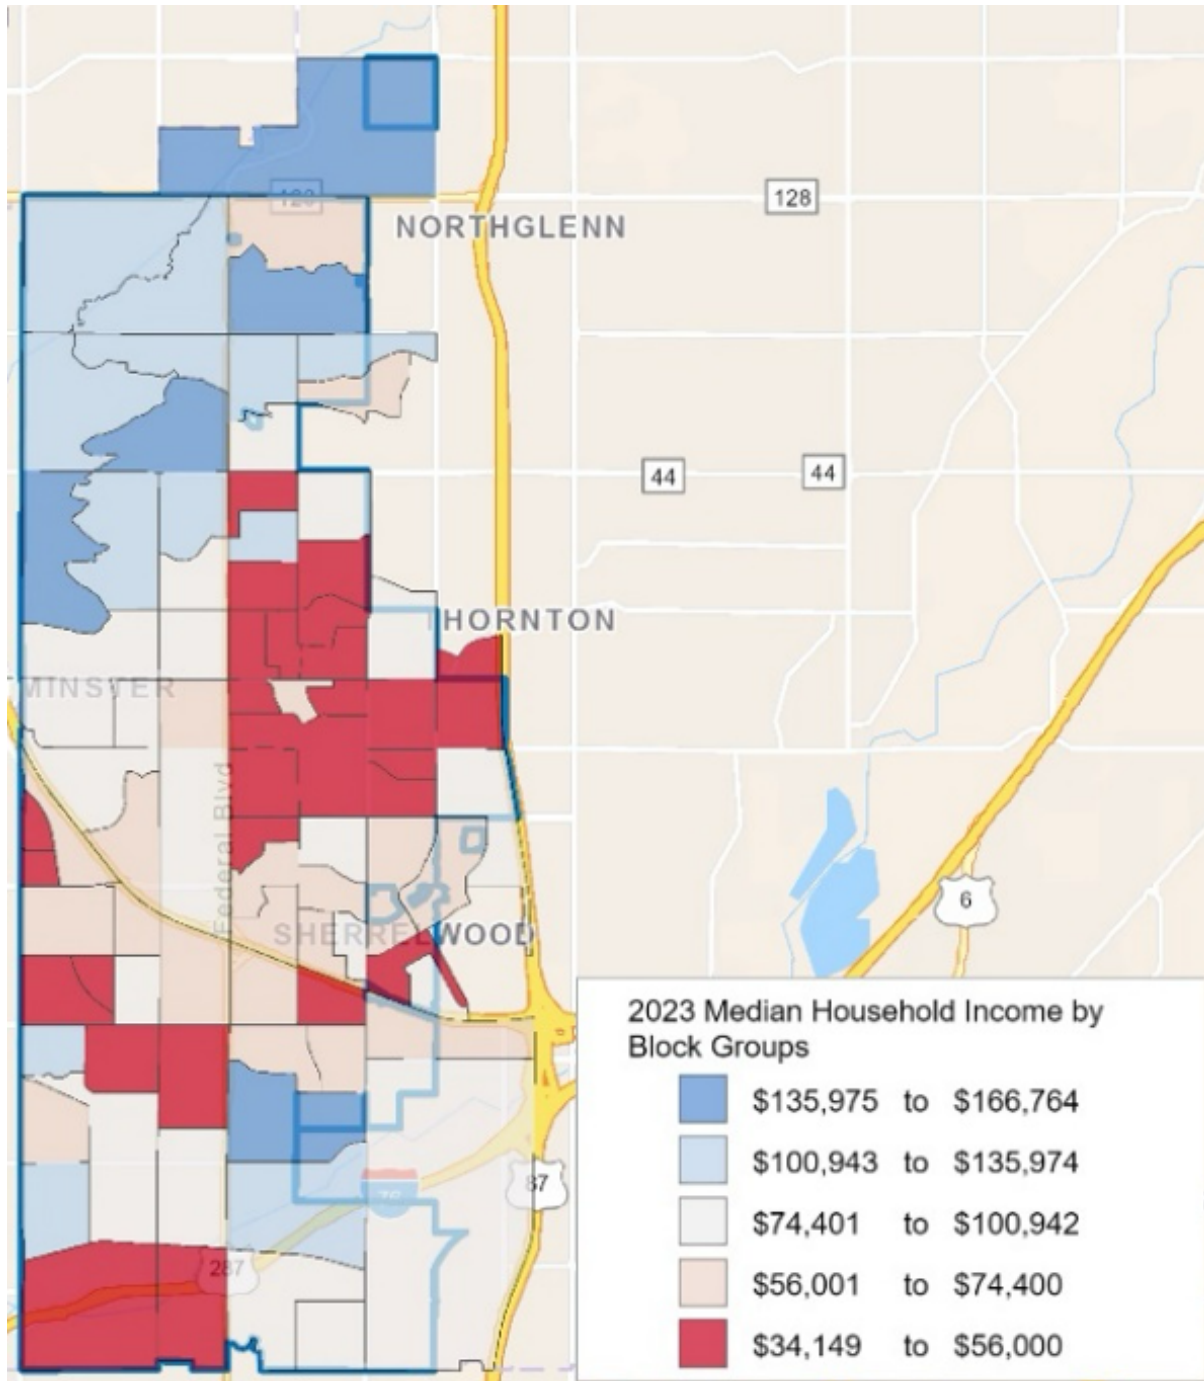 128
NORTHGLENN
128
44
44
THORNTON
MINSTER
Federal Blvd
6
SHERRELWOOD
2023 Median Household Income by
Block Groups
$135,975 to $166,764
87
$100,943 to $135,974
76
$74,401 to $100,942
287
$56,001 to $74,400
$34,149 to $56,000